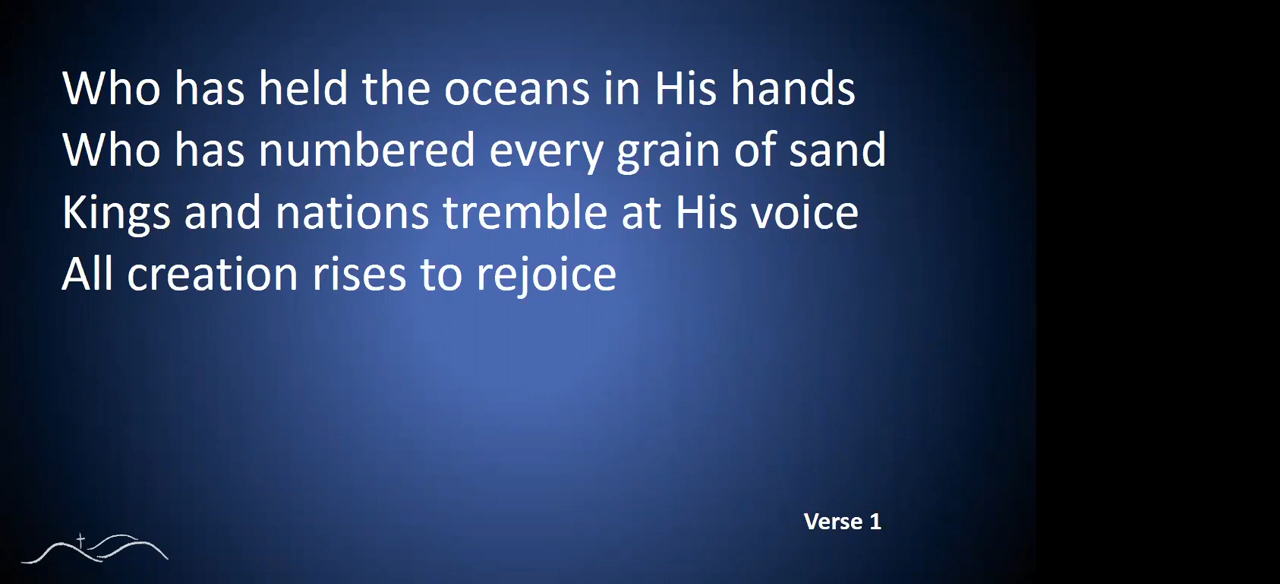 Who has held the oceans in His hands
Who has numbered every grain of sand
Kings and nations tremble at His voice
All creation rises to rejoice
Verse 1